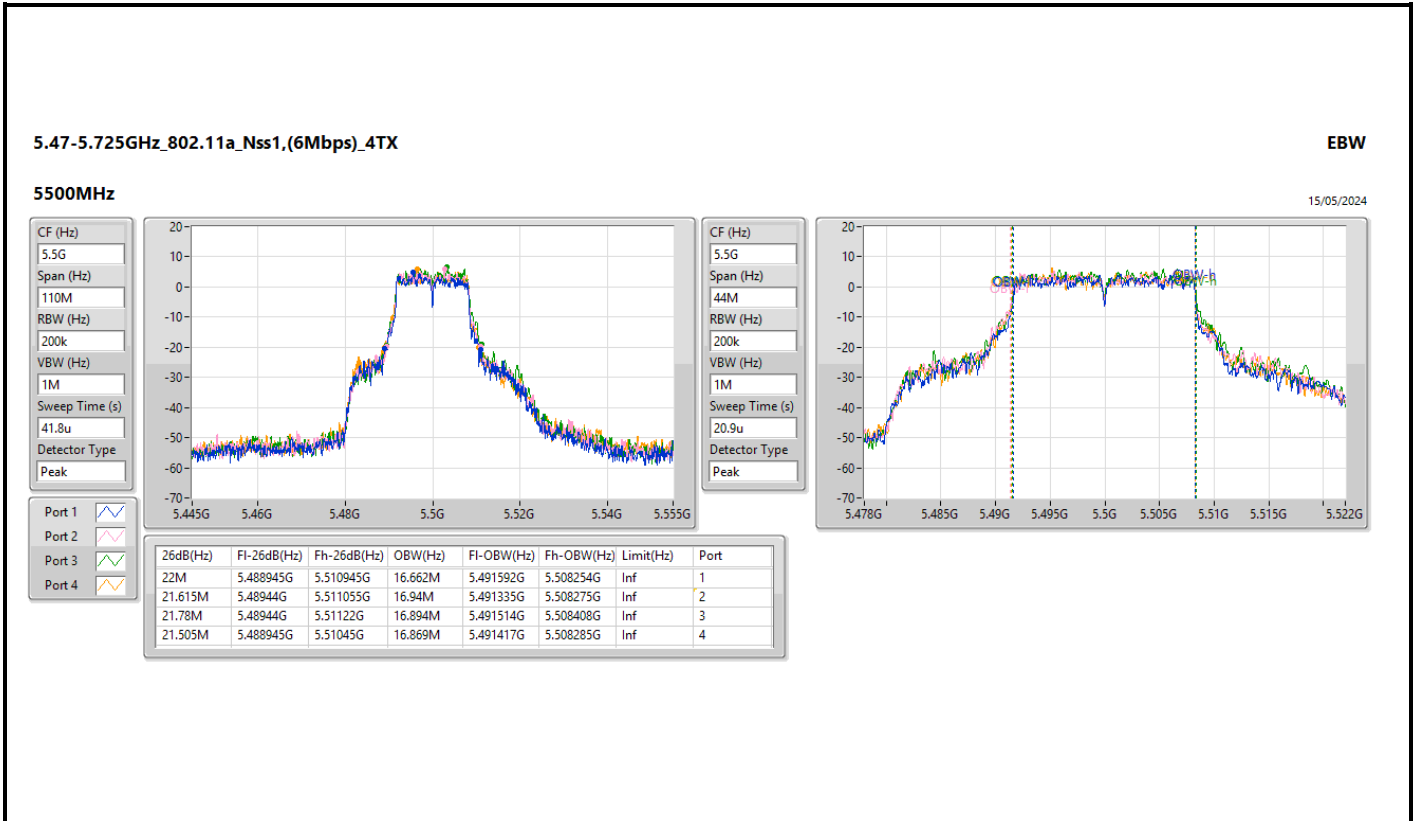 5.47-5.725GHz_802.11a_Nss1,(6Mbps)_4TX
EBW
5500MHz
15/05/2024
CF (Hz)
5.5G
Span (Hz)
110M
RBW (Hz)
200k
VBW (Hz)
1M
Sweep Time (s)
41.8u
Detector Type
Peak
20
10
0
-10
-20
-30
-40
-50
-60
-70
5.445G 5.46G 5.48G 5.5G 5.52G 5.54G 5.555G
CF (Hz)
5.5G
Span (Hz)
44M
RBW (Hz)
200k
VBW (Hz)
1M
Sweep Time (s)
20.9u
Detector Type
Peak
20
10
0
-10
-20
-30
-40
-50
-60
-70
5.478G 5.485G 5.49G 5.495G 5.5G 5.505G 5.51G 5.515G 5.522G
OBW-h
Port 1
Port 2
Port 3
Port 4
26dB(Hz) Fl-26dB(Hz) Fh-26dB(Hz) OBW(Hz) Fl-OBW(Hz) Fh-OBW(Hz) Limit(Hz) Port
22M 5.488945G 5.510945G 16.662M 5.491592G 5.508254G Inf 1
21.615M 5.48944G 5.511055G 16.94M 5.491335G 5.508275G Inf 2
21.78M 5.48944G 5.51122G 16.894M 5.491514G 5.508408G Inf 3
21.505M 5.488945G 5.51045G 16.869M 5.491417G 5.508285G Inf 4